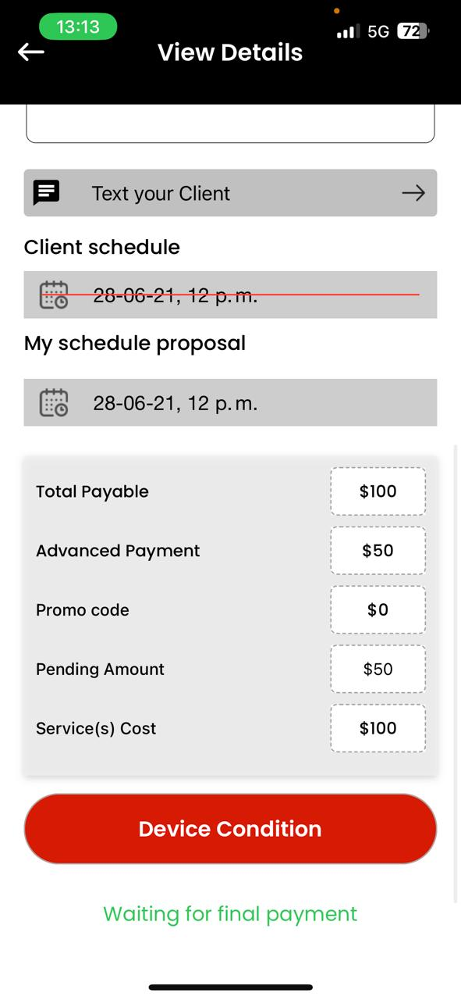 13:13
5G
72
View Details
Text your Client
Client schedule
28-06-21, 12 p.m.
My schedule proposal
28-06-21, 12 p.m.
Total Payable $100
Advanced Payment $50
Promo code $0
Pending Amount $50
Service(s) Cost $100
Device Condition
Waiting for final payment